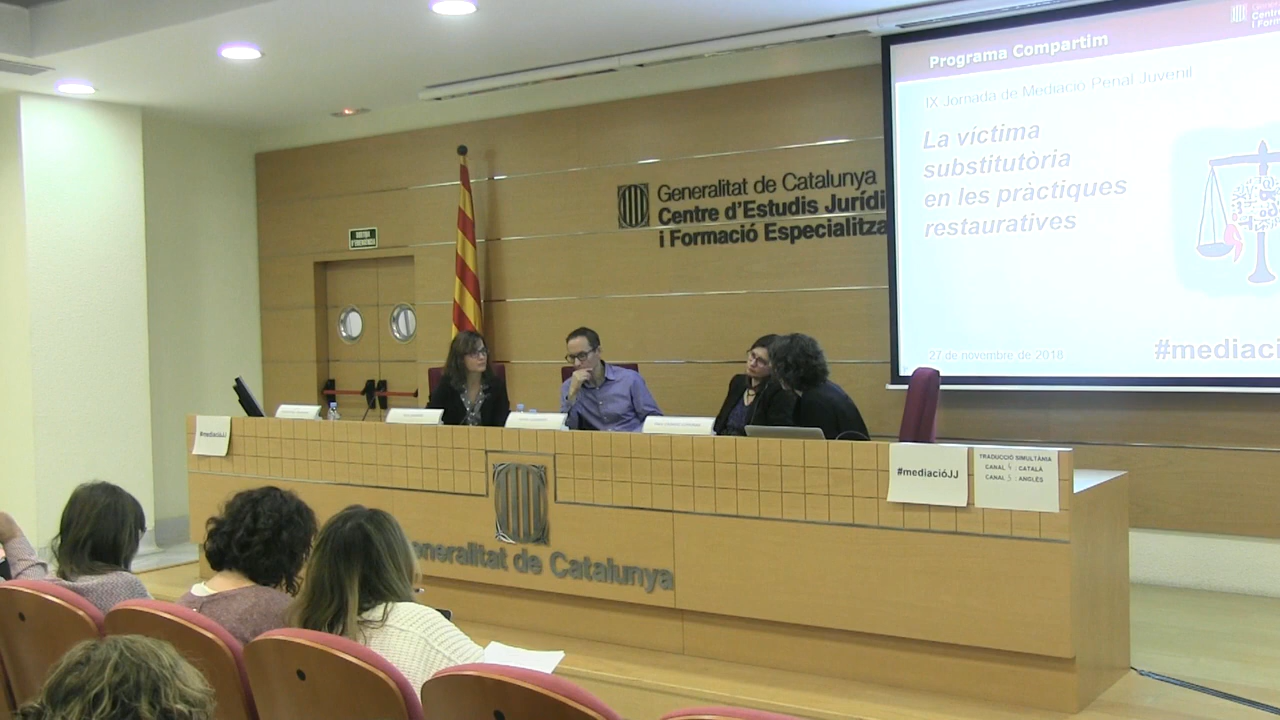 Programa Compartim
IX Jornada de Mediació Penal Juvenil
La víctima
substitutòria
en les pràctiques
restauratives
27 de novembre de 2018
#mediaci
Generalitat de Catalunya
Centre d'Estudis Jurídi
i Formació Especialitza
SORTIDA
D'EMERGÈNCIA
#mediacióJJ
#mediacióJJ
TRADUCCIÓ SIMULTÀNIA
CANAL 4 : CATALÀ
CANAL 3 : ANGLÈS
eneralitat de Catalunya